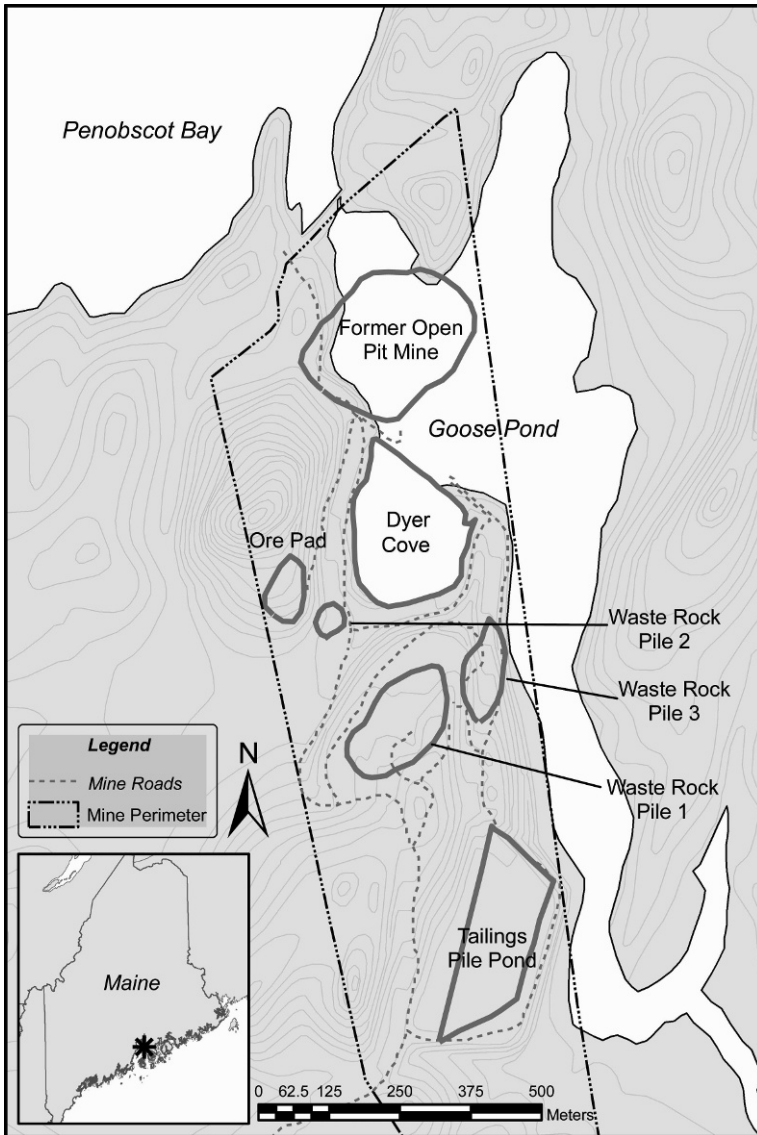 Penobscot Bay
Former Open
Pit Mine
Goose Pond
Dyer
Cove
Ore Pad
Waste Rock
Pile 2
Waste Rock
Pile 3
Waste Rock
Pile 1
Legend
Mine Roads
Mine Perimeter
N
Tailings
Pile Pond
Maine
0 62.5 125 250 375 500
Meters